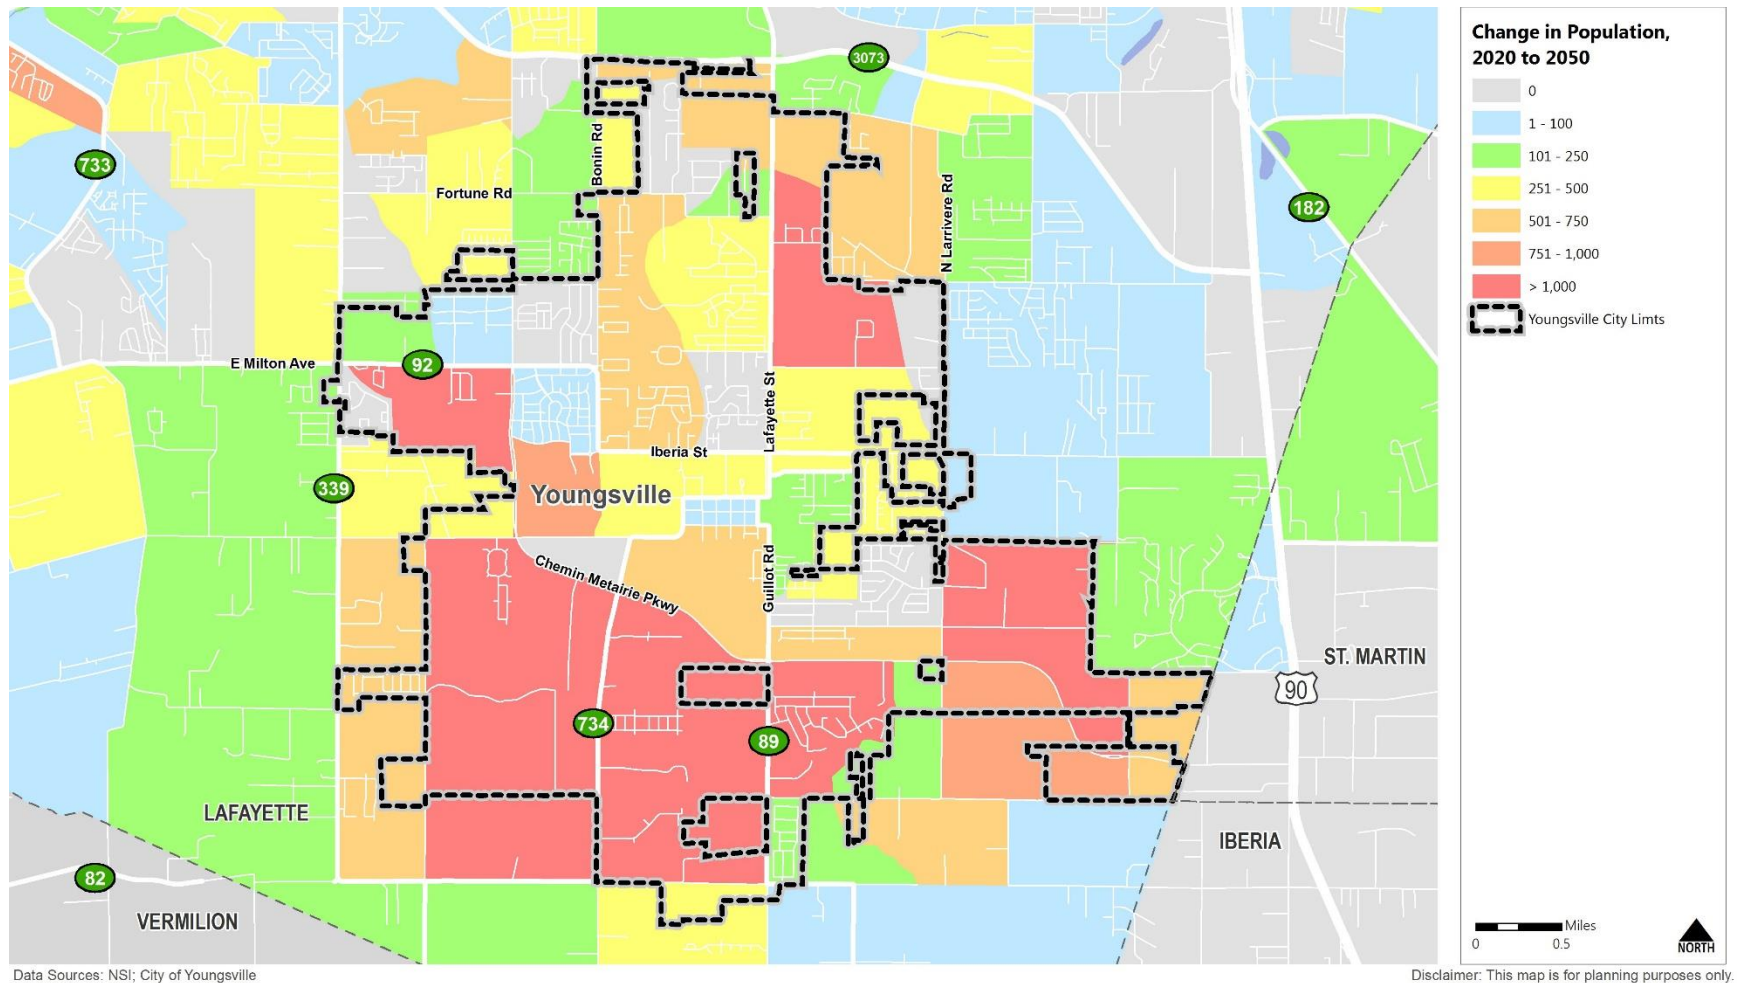 Change in Population,
2020 to 2050
0
1 - 100
101 - 250
251 - 500
501 - 750
751 - 1,000
> 1,000
Youngsville City Limts
3073
733
Bonin Rd
Fortune Rd
N Larrivere Rd
182
E Milton Ave
92
Lafayette St
Iberia St
339
Youngsville
Chemin Metairie Pkwy
Guillot Rd
ST. MARTIN
90
734
89
LAFAYETTE
IBERIA
82
VERMILION
Miles
0 0.5
NORTH
Data Sources: NSI; City of Youngsville
Disclaimer: This map is for planning purposes only.